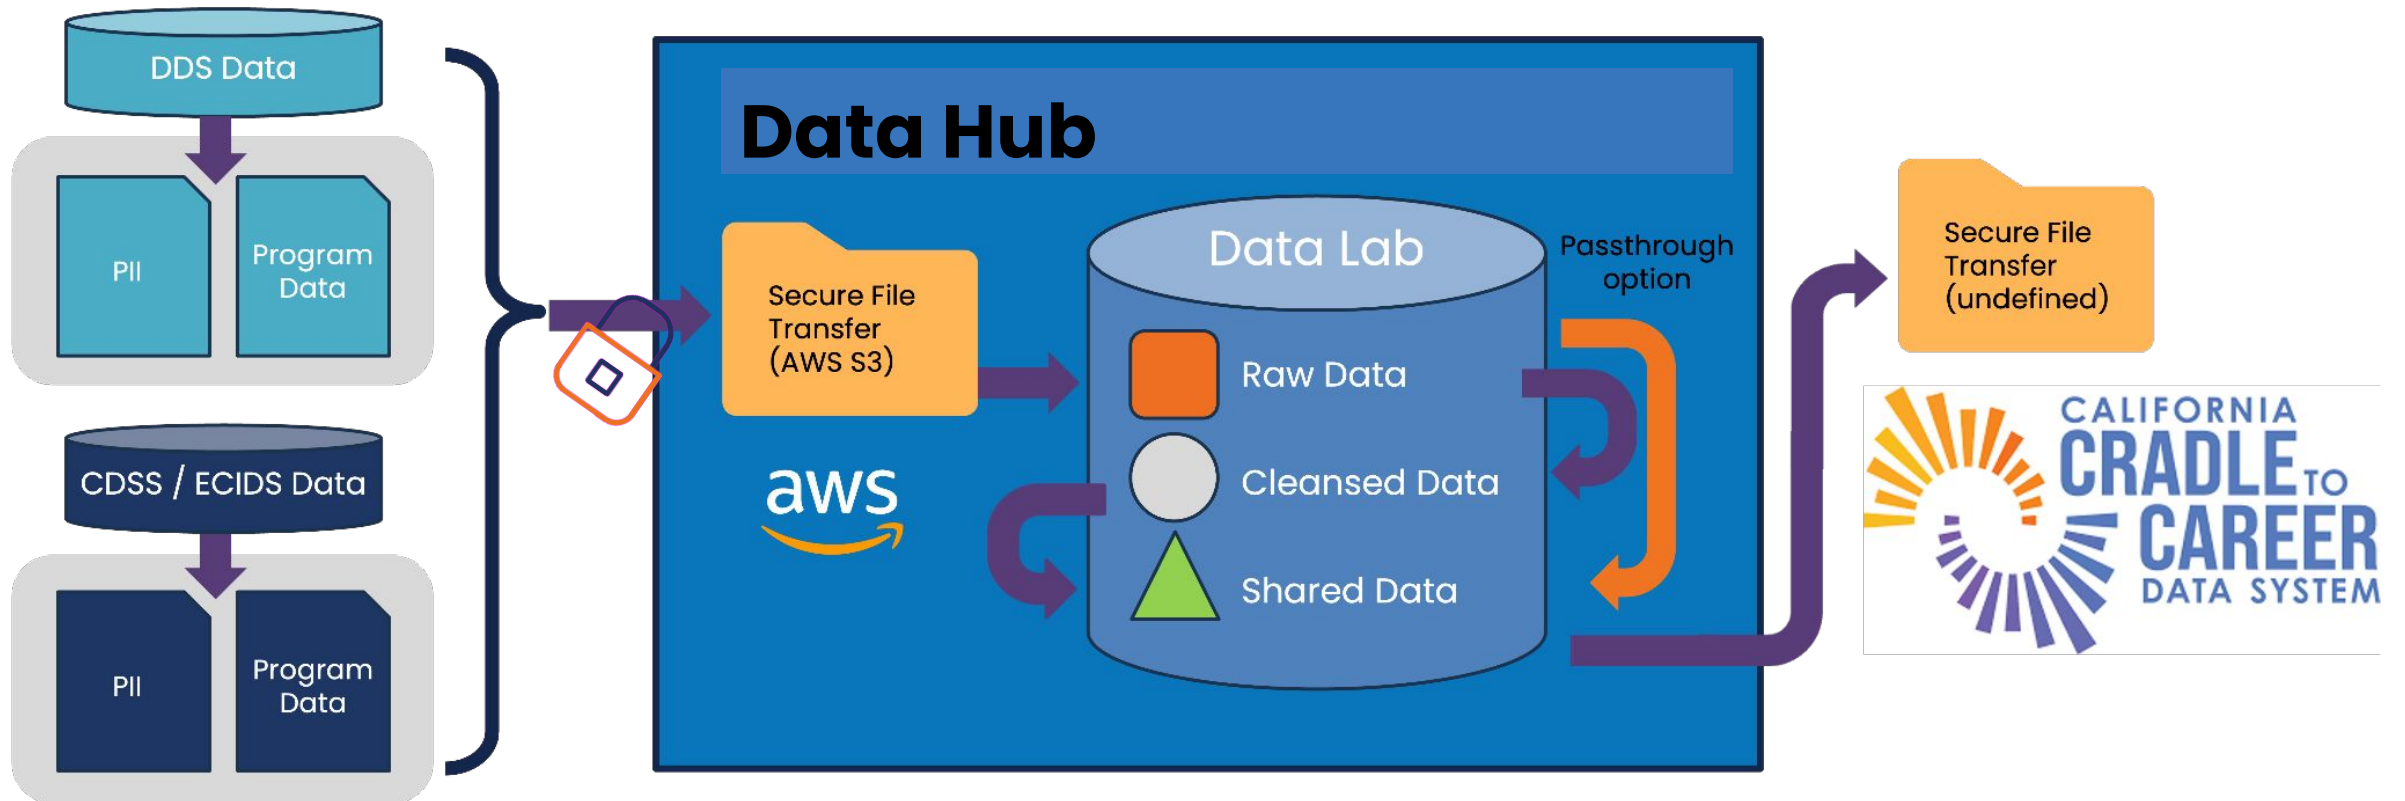 DDS Data
PII
Program
Data
CDSS / ECIDS Data
PII
Program
Data
Data Hub
Secure File
Transfer
(AWS S3)
aws
Data Lab
Raw Data
Cleansed Data
Shared Data
Passthrough
option
Secure File
Transfer
(undefined)
CALIFORNIA
CRADLE TO
CAREER
DATA SYSTEM